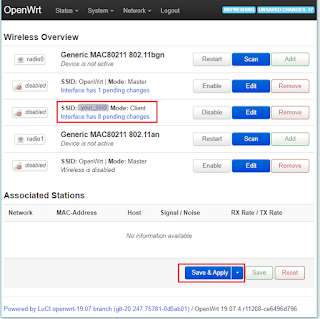 OpenWrt Status System Network Logout REFRESHING UNSAVED CHANGES: 17
Wireless Overview
radio0 Generic MAC80211 802.11bgn Restart Scan Add
Device is not active
disabled SSID: OpenWrt | Mode: Master Enable Edit Remove
Interface has 1 pending changes
disabled SSID: your_SSID Mode: Client Disable Edit Remove
Interface has 8 pending changes
radio1 Generic MAC80211 802.11an Restart Scan Add
Device is not active
disabled SSID: OpenWrt | Mode: Master Enable Edit Remove
Wireless is disabled
Associated Stations
Network MAC-Address Host Signal / Noise RX Rate / TX Rate
No information available
Save & Apply Save Reset
Powered by LuCI openwrt-19.07 branch (git-20.247.75781-0d0ab01) / OpenWrt 19.07.4 r11208-ce6496d796